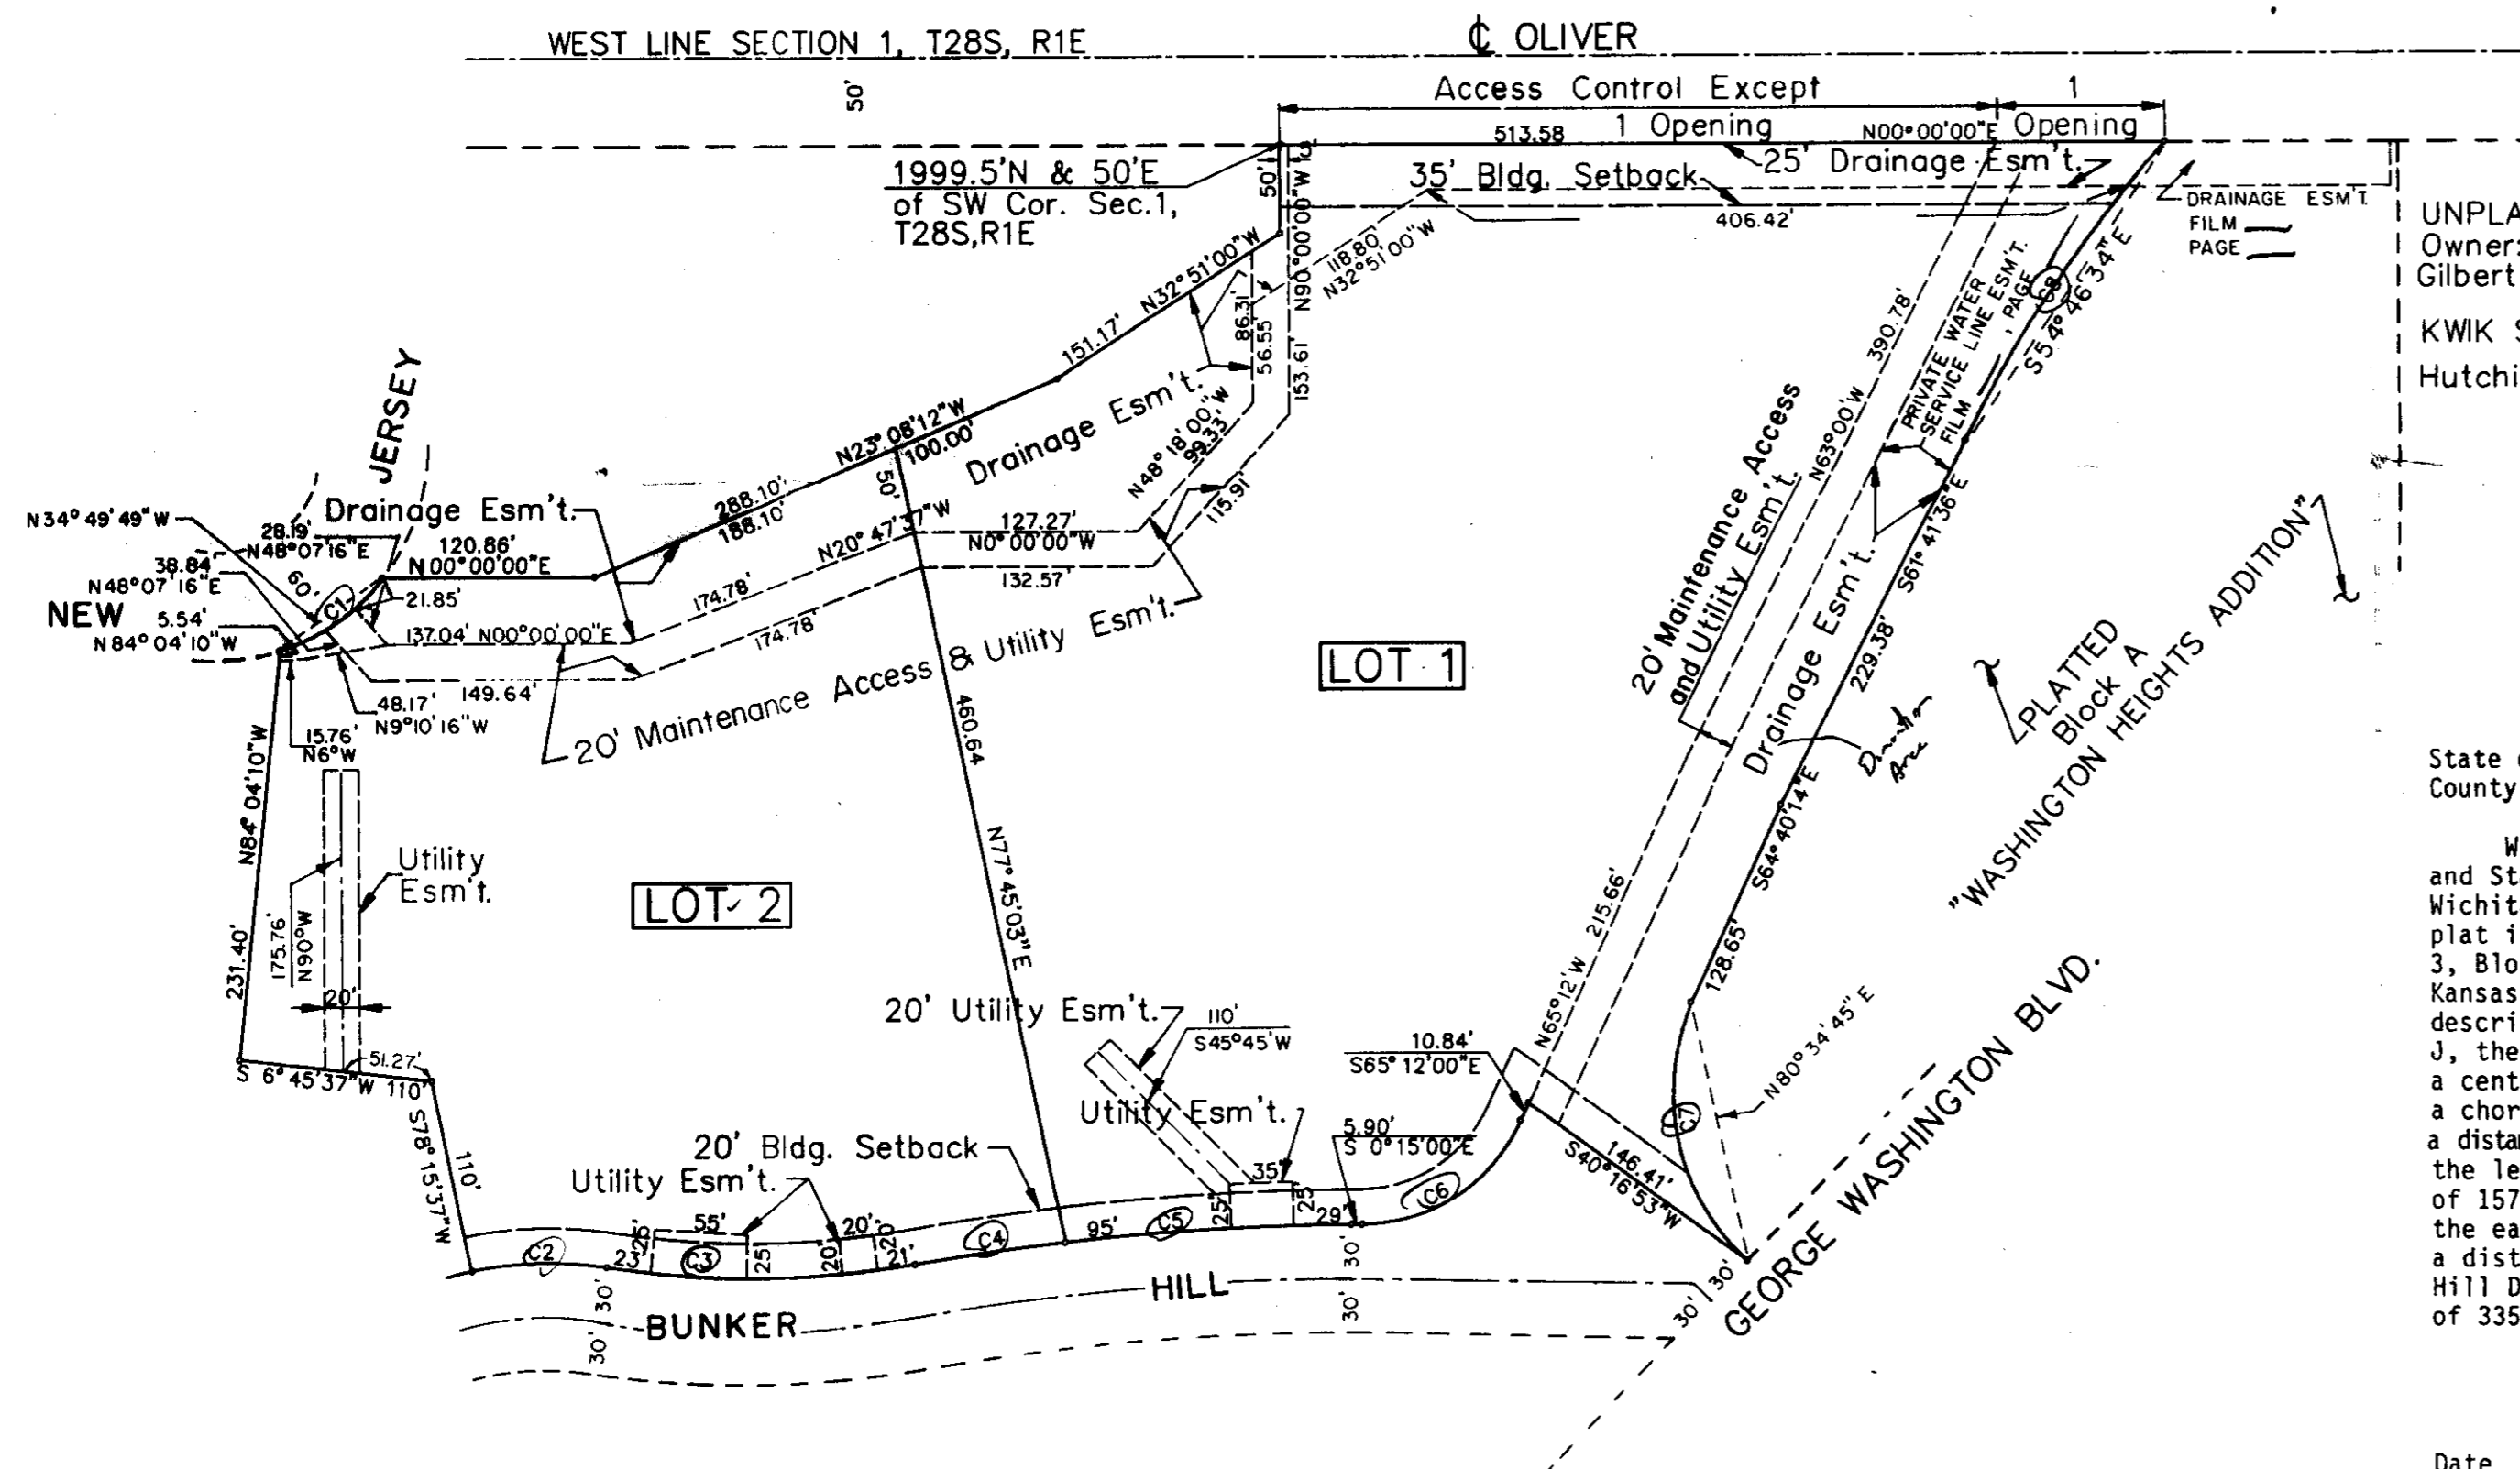 WEST LINE SECTION 1, T28S, R1E
℄ OLIVER
50'
Access Control Except
1
513.58
1 Opening
N00°00'00"E
Opening
1999.5'N & 50'E
of SW Cor. Sec.1,
T28S,R1E
50'
N90°00'00"W
35' Bldg. Setback
25' Drainage Esm't.
406.42'
DRAINAGE ESM'T.
FILM
PAGE
UNPLA
Owner:
Gilbert
KWIK S
Hutchi
151.17'
N32°51'00"W
118.80'
N32°51'00"W
86.31'
56.55'
153.61'
390.78'
N63°00'W
PRIVATE WATER
SERVICE LINE ESM'T.
FILM , PAGE
C8
S54°46'34"E
JERSEY
N23°08'12"W
100.00'
Drainage Esm't.
N48°18'00"W
99.33'
115.91'
20' Maintenance Access
and Utility Esm't.
S61°41'36"E
229.38'
N34°49'49"W
Drainage Esm't.
288.10'
188.10'
50'
28.19'
N48°07'16"E
120.86'
N00°00'00"E
N20°47'37"W
127.27'
N0°00'00"W
132.57'
38.84'
N48°07'16"E
60'
C1
21.85'
174.78'
174.78'
NEW
5.54'
N84°04'10"W
137.04' N00°00'00"E
149.64'
48.17'
N9°10'16"W
15.76'
N6°W
20' Maintenance Access & Utility Esm't.
LOT 1
Drainage Esm't.
PLATTED
Block A
"WASHINGTON HEIGHTS ADDITION"
460.64
N77°45'03"E
N84°04'10"W
231.40'
Utility
Esm't.
175.76'
N90°W
20'
LOT 2
S64°40'14"E
128.65'
N65°12'W 215.66'
State
County
W
and St
Wichit
plat i
3, Blo
Kansas
descri
J, the
a cent
a chor
a distan
the le
of 157
the ea
a dist
Hill D
of 335
51.27'
S 6°45'37"W 110'
S78°15'37"W
110'
20' Utility Esm't.
110'
S45°45'W
10.84'
S65°12'00"E
N80°34'45"E
Utility Esm't.
5.90'
S 0°15'00"E
C7
20' Bldg. Setback
Utility Esm't.
146.41'
S40°16'53"W
C2
23'
25
55'
C3
25
20'
20'
20
21'
C4
95'
C5
25
35'
25
29'
C6
30'
30'
30'
30'
BUNKER HILL
30'
30'
GEORGE WASHINGTON BLVD.
Date